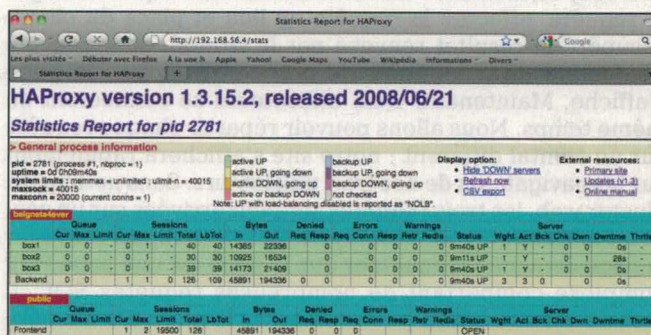 Statistics Report for HAProxy
http://192.168.56.4/stats
Google
Les plus visités Débuter avec Firefox À la une Apple Yahoo! Google Maps YouTube Wikipédia Informations Divers
Statistics Report for HAProxy
HAProxy version 1.3.15.2, released 2008/06/21
Statistics Report for pid 2781
> General process information
pid = 2781 (process #1, nbproc = 1)
uptime = 0d 0h09m40s
system limits : memmax = unlimited ; ulimit-n = 40015
maxsock = 40015
maxconn = 20000 (current conns = 1)
active UP backup UP
active UP, going down backup UP, going down
active DOWN, going up backup DOWN, going up
active or backup DOWN not checked
Note: UP with load-balancing disabled is reported as "NOLB".
Display option:
Hide 'DOWN' servers
Refresh now
CSV export
External ressources:
Primary site
Updates (v1.3)
Online manual
beignets4ever
Queue Sessions Bytes Denied Errors Warnings Server
Cur Max Limit Cur Max Limit Total LbTot In Out Req Resp Req Conn Resp Retr Redis Status Wght Act Bck Chk Dwn Dwntme Thrtle
box1 0 0 - 0 1 - 40 40 14385 22336 0 0 0 0 0 9m40s UP 1 Y - 0 0 0s -
box2 0 0 - 0 1 - 30 30 10925 16534 0 0 0 0 0 9m11s UP 1 Y - 0 1 28s -
box3 0 0 - 0 1 - 39 39 14173 21409 0 0 0 0 0 9m40s UP 1 Y - 0 0 0s -
Backend 0 0 1 1 0 126 109 45891 194336 0 0 0 0 0 0 9m40s UP 3 3 0 0 0s
public
Queue Sessions Bytes Denied Errors Warnings Server
Cur Max Limit Cur Max Limit Total LbTot In Out Req Resp Req Conn Resp Retr Redis Status Wght Act Bck Chk Dwn Dwntme Thrtle
Frontend 1 2 19500 126 45891 194336 0 0 0 OPEN